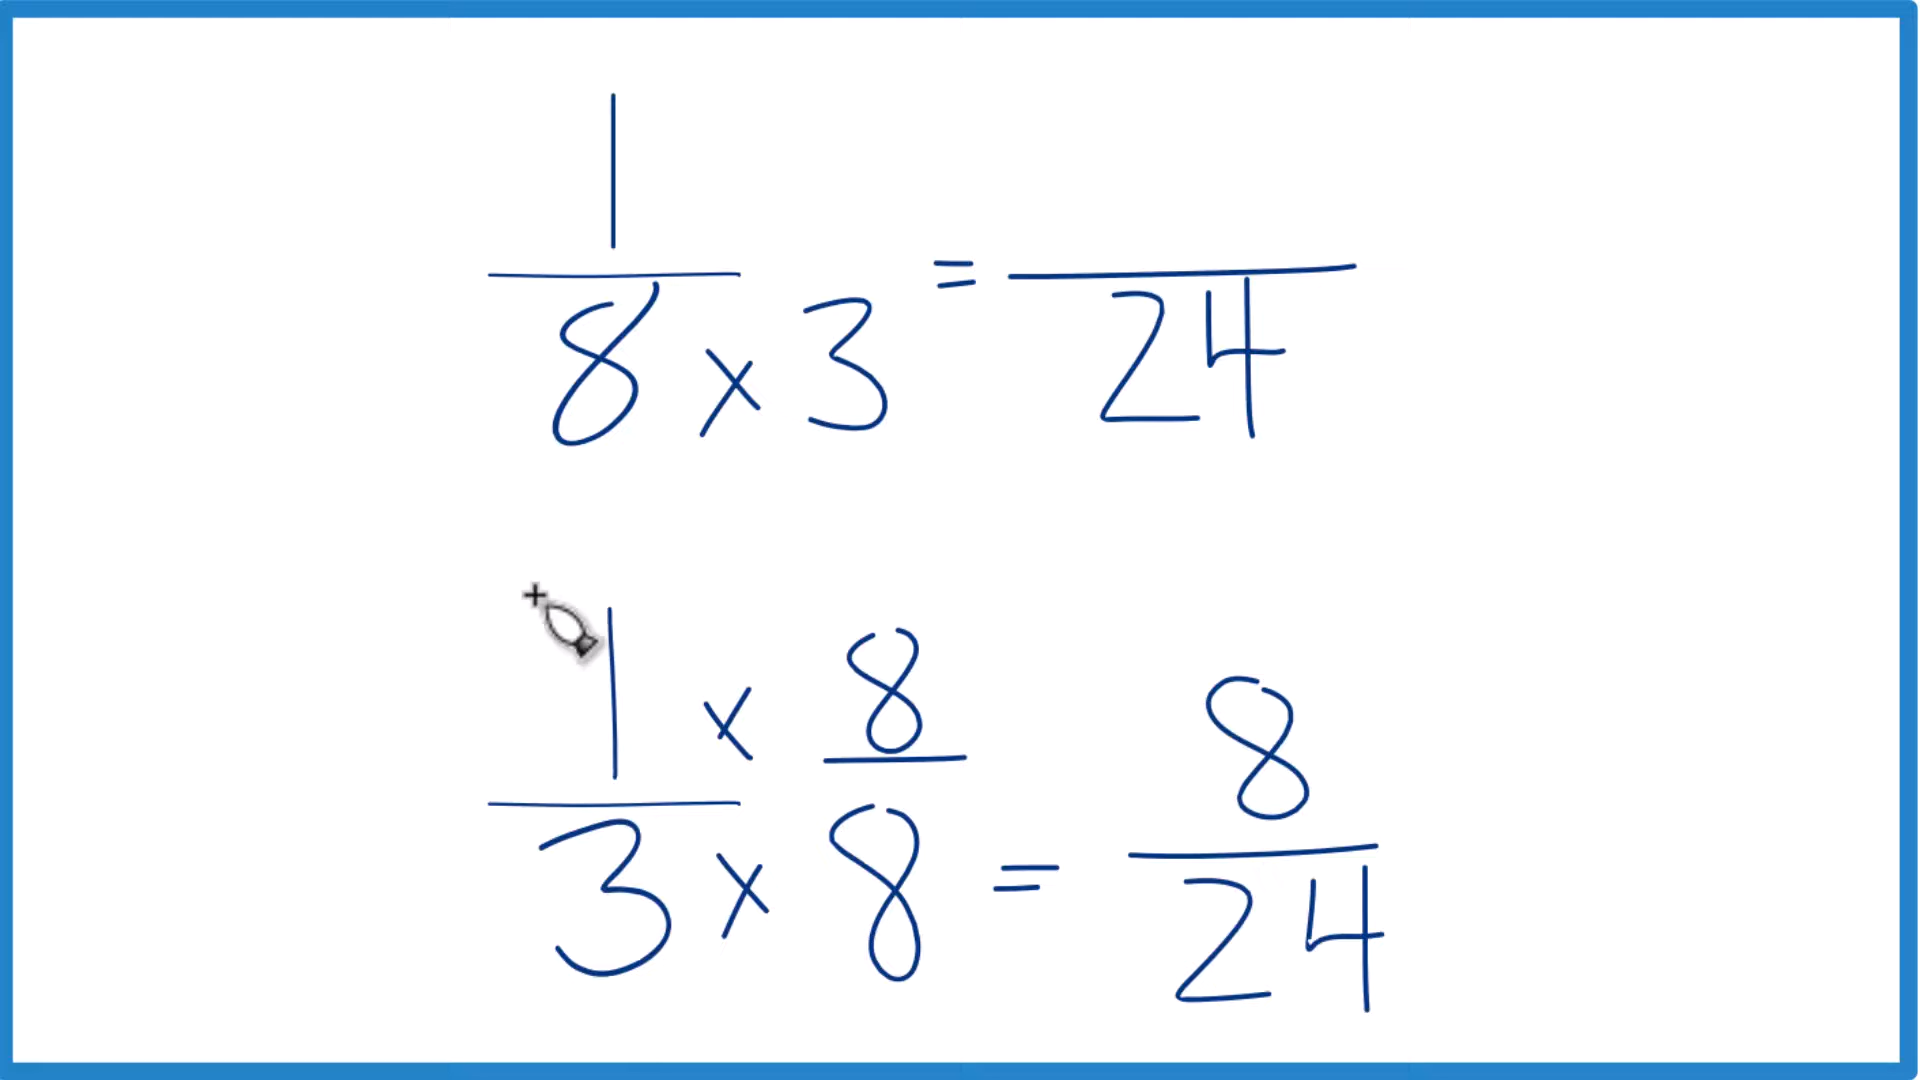 1
8 x 3 = 24
1 x 8 8
3 x 8 = 24